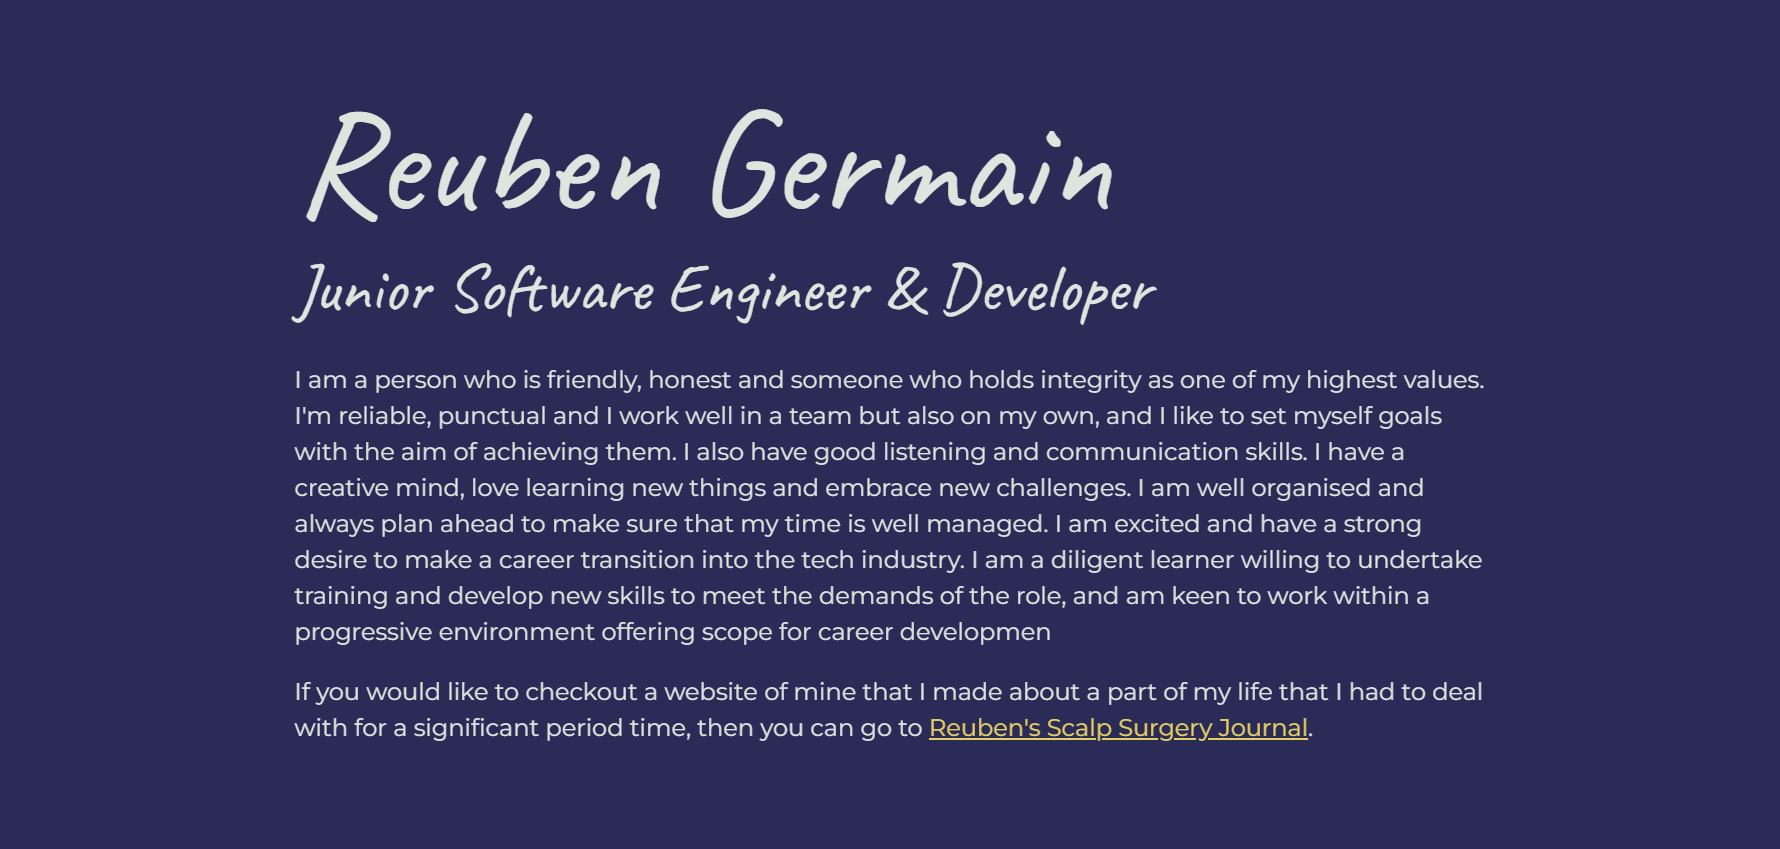 Reuben Germain
Junior Software Engineer & Developer
I am a person who is friendly, honest and someone who holds integrity as one of my highest values.
I'm reliable, punctual and I work well in a team but also on my own, and I like to set myself goals
with the aim of achieving them. I also have good listening and communication skills. I have a
creative mind, love learning new things and embrace new challenges. I am well organised and
always plan ahead to make sure that my time is well managed. I am excited and have a strong
desire to make a career transition into the tech industry. I am a diligent learner willing to undertake
training and develop new skills to meet the demands of the role, and am keen to work within a
progressive environment offering scope for career developmen
If you would like to checkout a website of mine that I made about a part of my life that I had to deal
with for a significant period time, then you can go to Reuben's Scalp Surgery Journal.